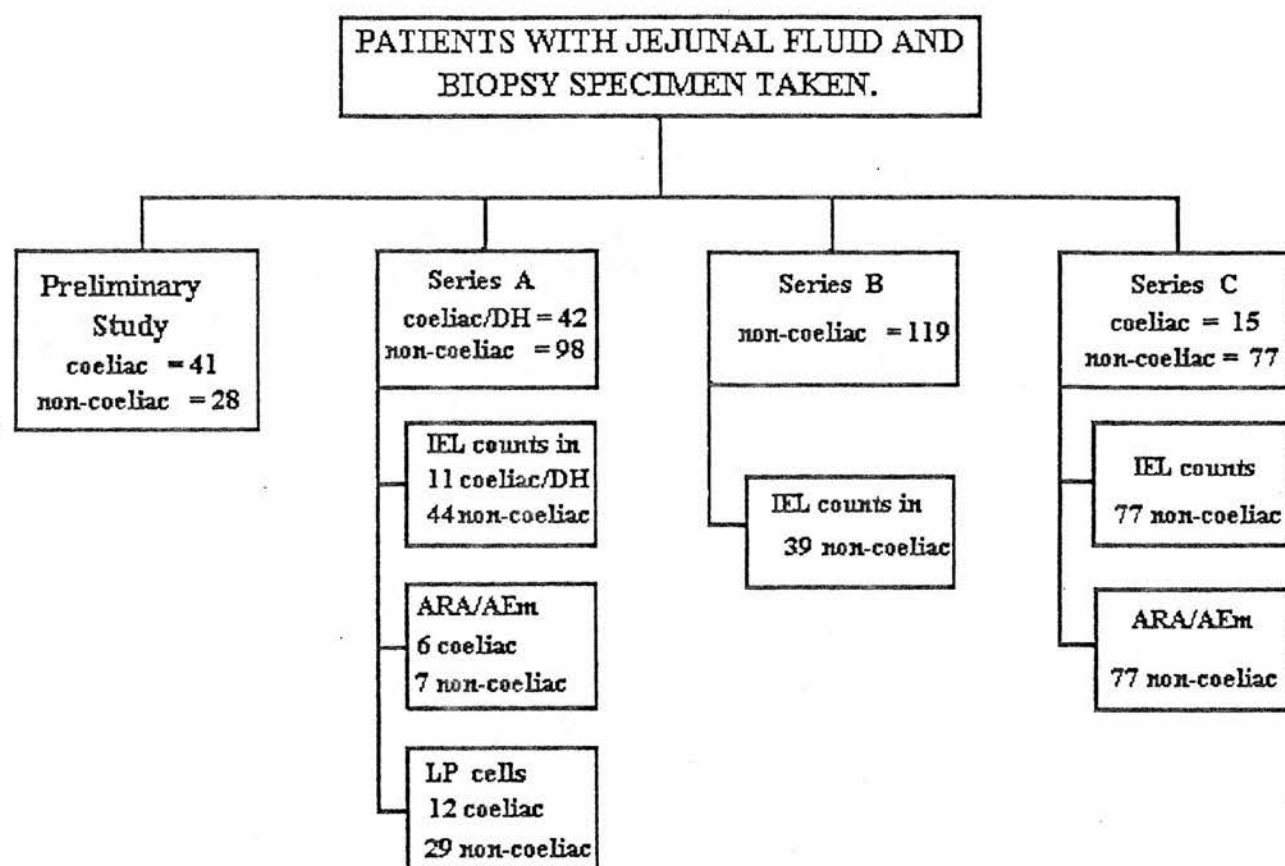 PATIENTS WITH JEJUNAL FLUID AND
BIOPSY SPECIMEN TAKEN.
Preliminary
Study
coeliac = 41
non-coeliac = 28
Series A
coeliac/DH = 42
non-coeliac = 98
IEL counts in
11 coeliac/DH
44 non-coeliac
ARA/AEm
6 coeliac
7 non-coeliac
LP cells
12 coeliac
29 non-coeliac
Series B
non-coeliac = 119
IEL counts in
39 non-coeliac
Series C
coeliac = 15
non-coeliac = 77
IEL counts
77 non-coeliac
ARA/AEm
77 non-coeliac